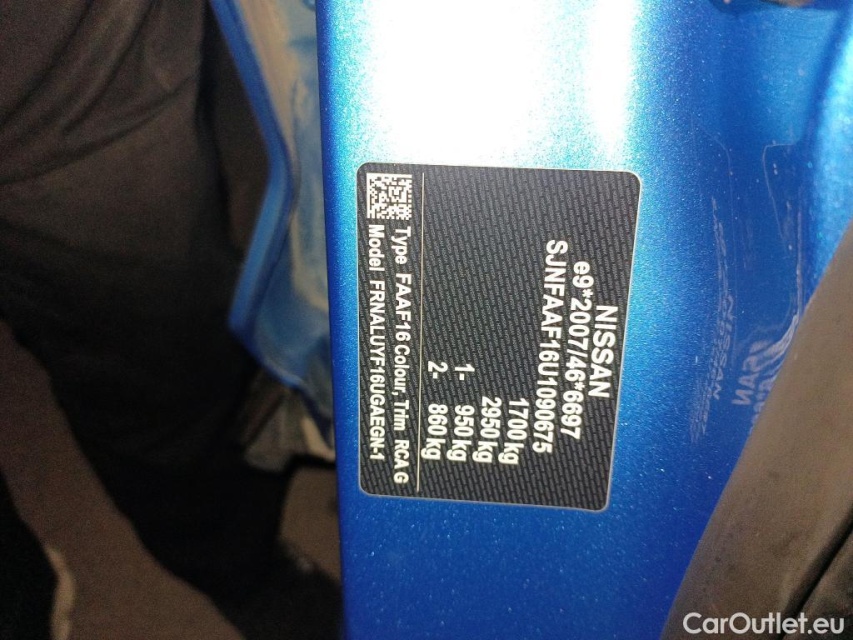 NISSAN
e9*2007/46*6697
SJNFAAF16U1090675
1700 kg
2950 kg
1- 950 kg
2- 860 kg
Type FAAF16 Colour, Trim RCA G
Model FRNALUYF16UGAEGN-1
CarOutlet.eu